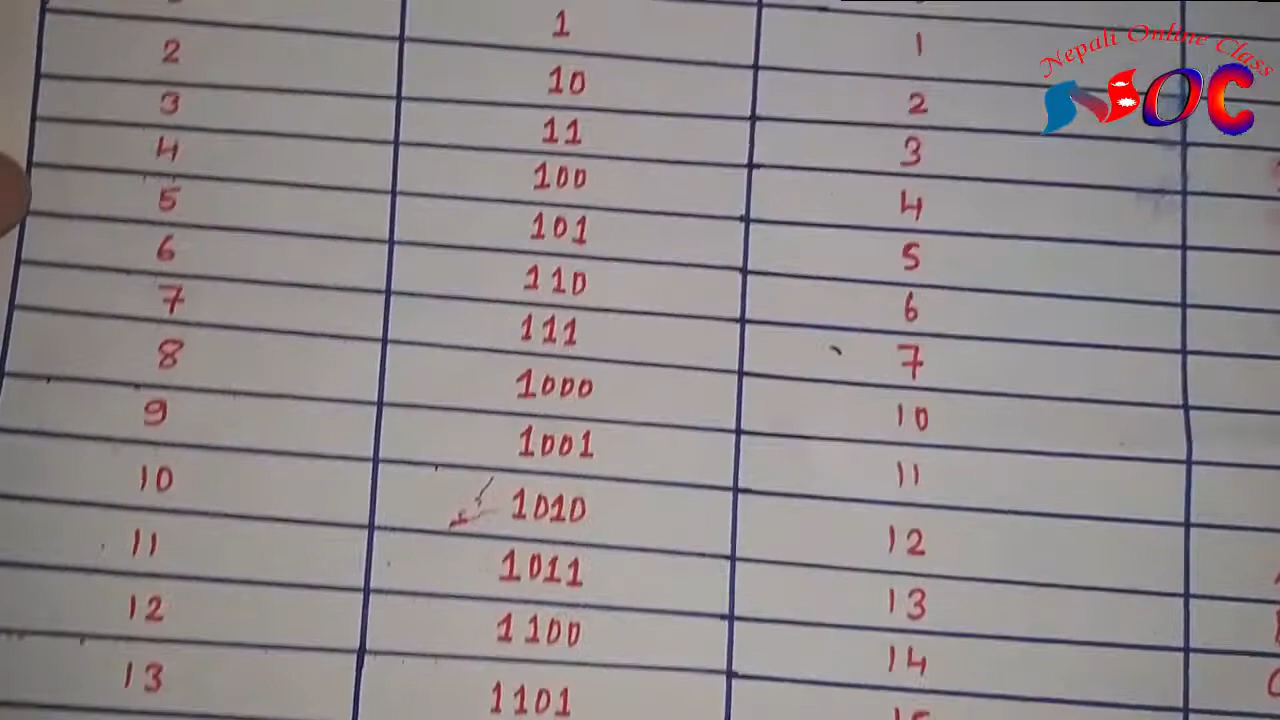 Nepali Online Class
NOC
1 1
2 10 2
3 11 3
4 100 4
5 101 5
6 110 6
7 111 7
8 1000 10
9 1001 11
10 1010 12
11 1011 13
12 1100 14
13 1101 15